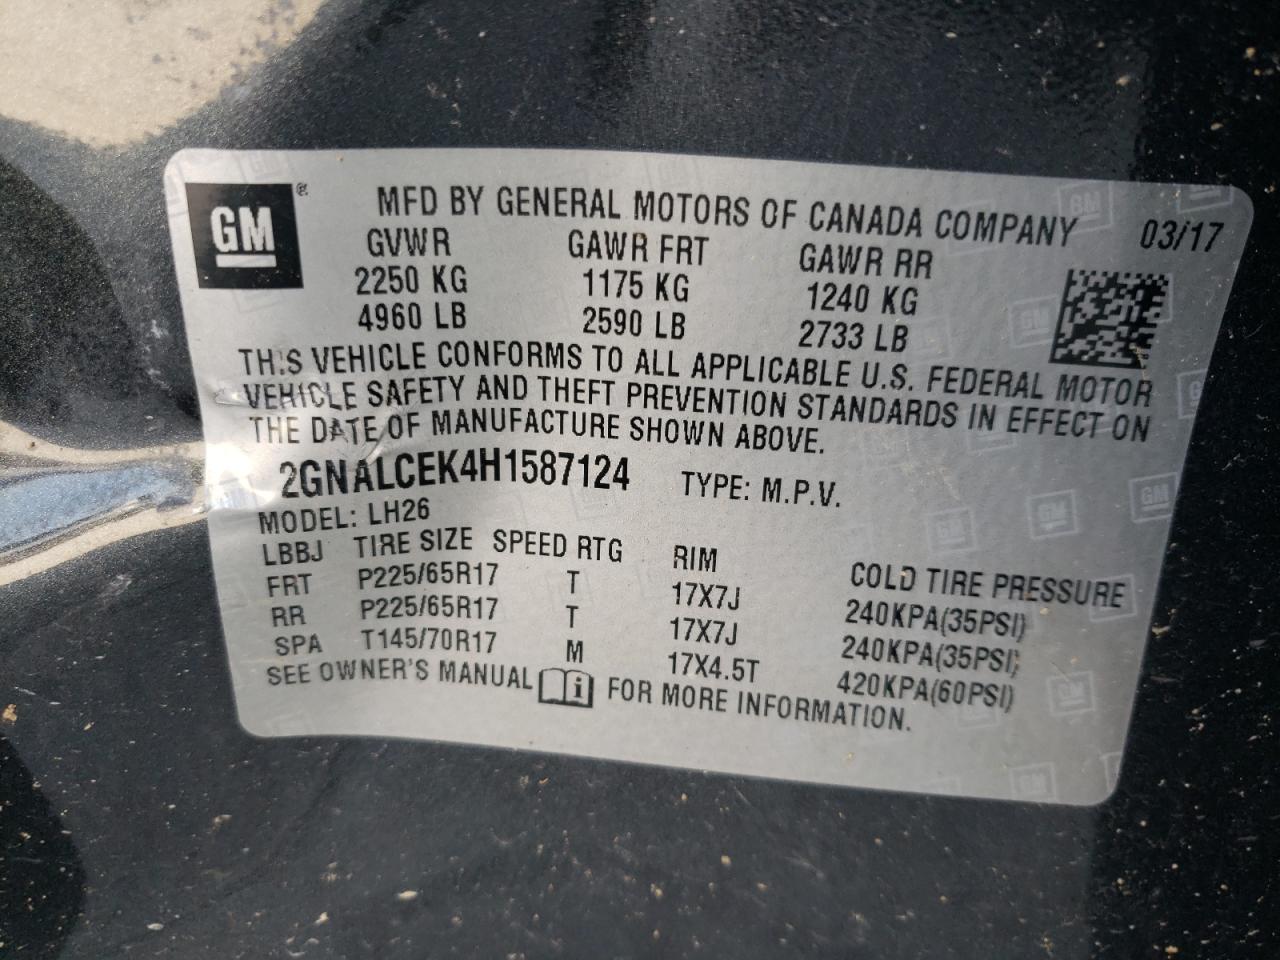 GM ®
MFD BY GENERAL MOTORS OF CANADA COMPANY 03/17
GVWR GAWR FRT GAWR RR
2250 KG 1175 KG 1240 KG
4960 LB 2590 LB 2733 LB
THIS VEHICLE CONFORMS TO ALL APPLICABLE U.S. FEDERAL MOTOR
VEHICLE SAFETY AND THEFT PREVENTION STANDARDS IN EFFECT ON
THE DATE OF MANUFACTURE SHOWN ABOVE.
2GNALCEK4H1587124 TYPE: M.P.V.
MODEL: LH26
LBBJ TIRE SIZE SPEED RTG RIM COLD TIRE PRESSURE
FRT P225/65R17 T 17X7J 240KPA(35PSI)
RR P225/65R17 T 17X7J 240KPA(35PSI)
SPA T145/70R17 M 17X4.5T 420KPA(60PSI)
SEE OWNER'S MANUAL i FOR MORE INFORMATION.